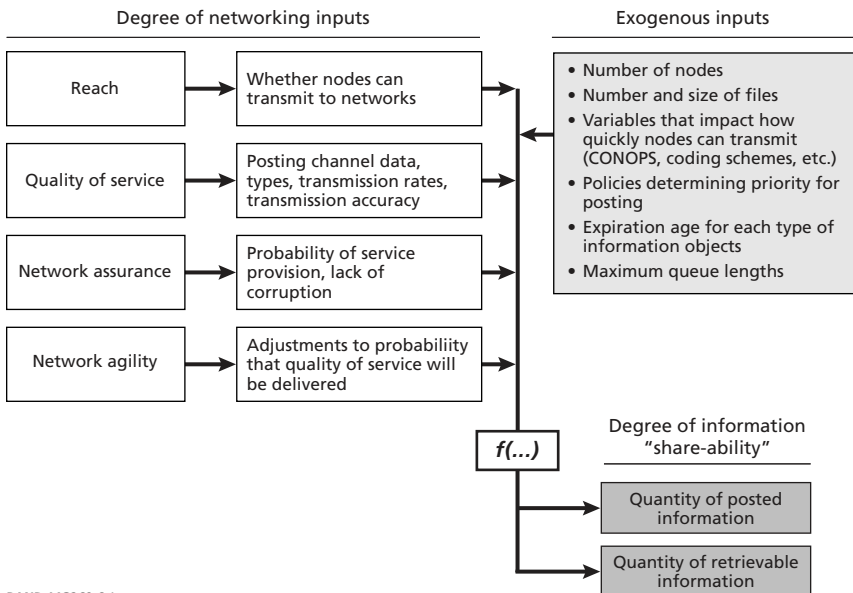 Degree of networking inputs
Exogenous inputs
Reach
Whether nodes can
transmit to networks
Quality of service
Posting channel data,
types, transmission rates,
transmission accuracy
Network assurance
Probability of service
provision, lack of
corruption
Network agility
Adjustments to probabiliity
that quality of service will
be delivered
• Number of nodes
• Number and size of files
• Variables that impact how
quickly nodes can transmit
(CONOPS, coding schemes, etc.)
• Policies determining priority for
posting
• Expiration age for each type of
information objects
• Maximum queue lengths
f(...)
Degree of information
“share-ability”
Quantity of posted
information
Quantity of retrievable
information